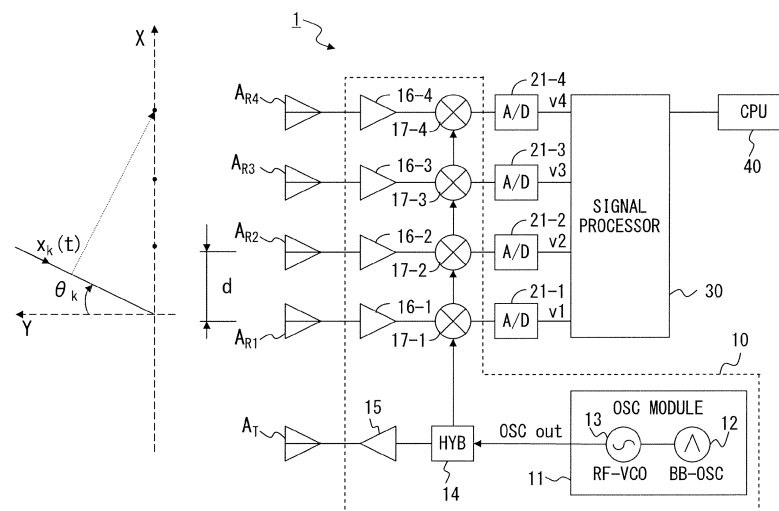 1
X
A_R4
16-4
17-4
21-4
A/D
v4
CPU
40
A_R3
16-3
17-3
21-3
A/D
v3
SIGNAL
PROCESSOR
x_k(t)
A_R2
16-2
17-2
21-2
A/D
v2
θ_k
d
30
Y
A_R1
16-1
17-1
21-1
A/D
v1
10
A_T
15
HYB
14
OSC out
OSC MODULE
13
12
11
RF-VCO
BB-OSC